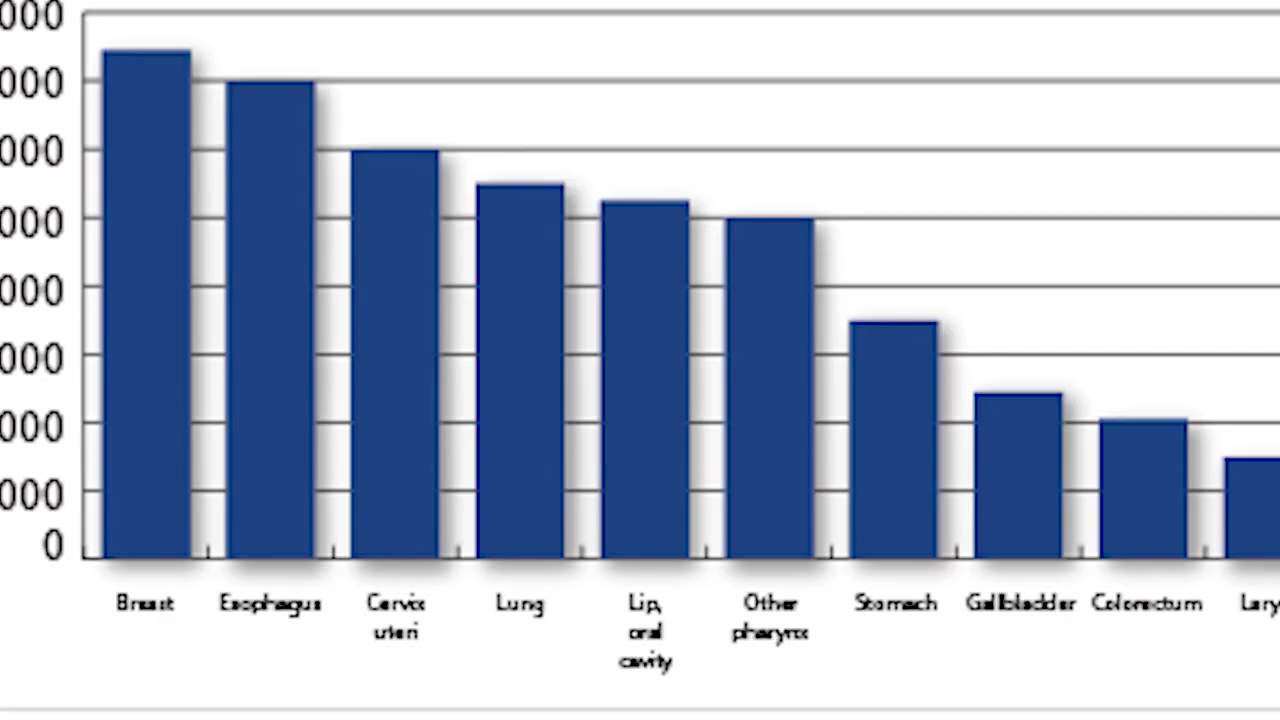 000
000
000
000
000
000
000
000
0
Breast
Esophagus
Cervix
uteri
Lung
Lip,
oral
cavity
Other
pharynx
Stomach
Gallbladder
Colorectum
Lary